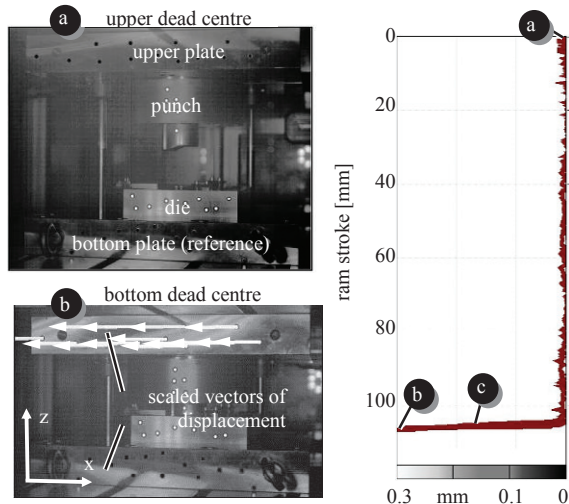 a
upper dead centre
upper plate
punch
die
bottom plate (reference)
b
bottom dead centre
scaled vectors of
displacement
z
x
a
0
20
40
60
80
100
ram stroke [mm]
b
c
0.3 mm 0.1 0